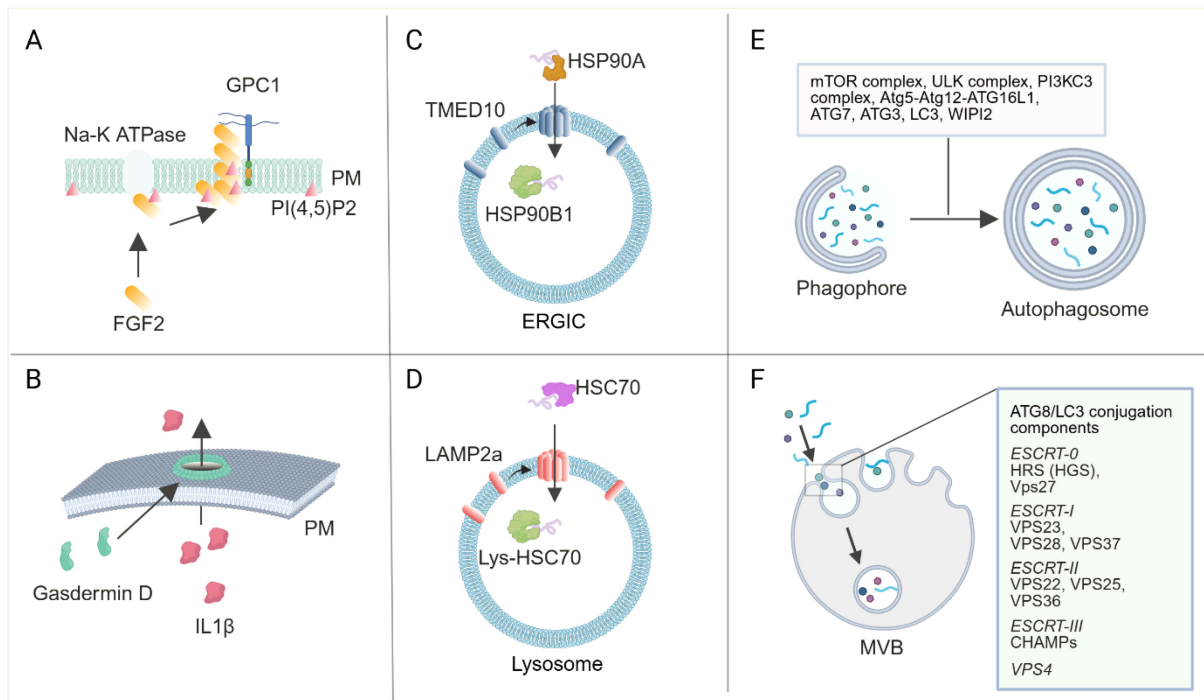 A
GPC1
Na-K ATPase
PM
PI(4,5)P2
FGF2
B
PM
Gasdermin D
IL1β
C
HSP90A
TMED10
HSP90B1
ERGIC
D
HSC70
LAMP2a
Lys-HSC70
Lysosome
E
mTOR complex, ULK complex, PI3KC3
complex, Atg5-Atg12-ATG16L1,
ATG7, ATG3, LC3, WIPI2
Phagophore
Autophagosome
F
MVB
ATG8/LC3 conjugation
components
ESCRT-0
HRS (HGS),
Vps27
ESCRT-I
VPS23,
VPS28, VPS37
ESCRT-II
VPS22, VPS25,
VPS36
ESCRT-III
CHAMPs
VPS4